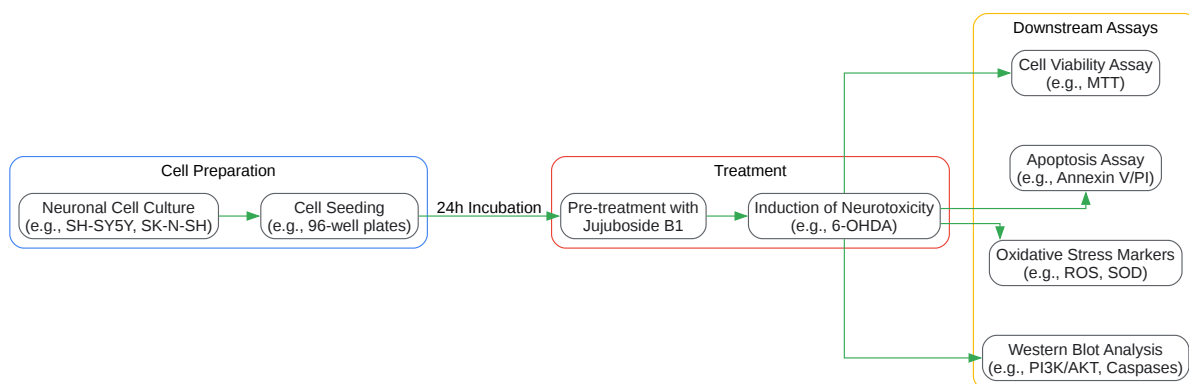 Cell Preparation
Neuronal Cell Culture
(e.g., SH-SY5Y, SK-N-SH)
Cell Seeding
(e.g., 96-well plates)
24h Incubation
Treatment
Pre-treatment with
Jujuboside B1
Induction of Neurotoxicity
(e.g., 6-OHDA)
Downstream Assays
Cell Viability Assay
(e.g., MTT)
Apoptosis Assay
(e.g., Annexin V/PI)
Oxidative Stress Markers
(e.g., ROS, SOD)
Western Blot Analysis
(e.g., PI3K/AKT, Caspases)